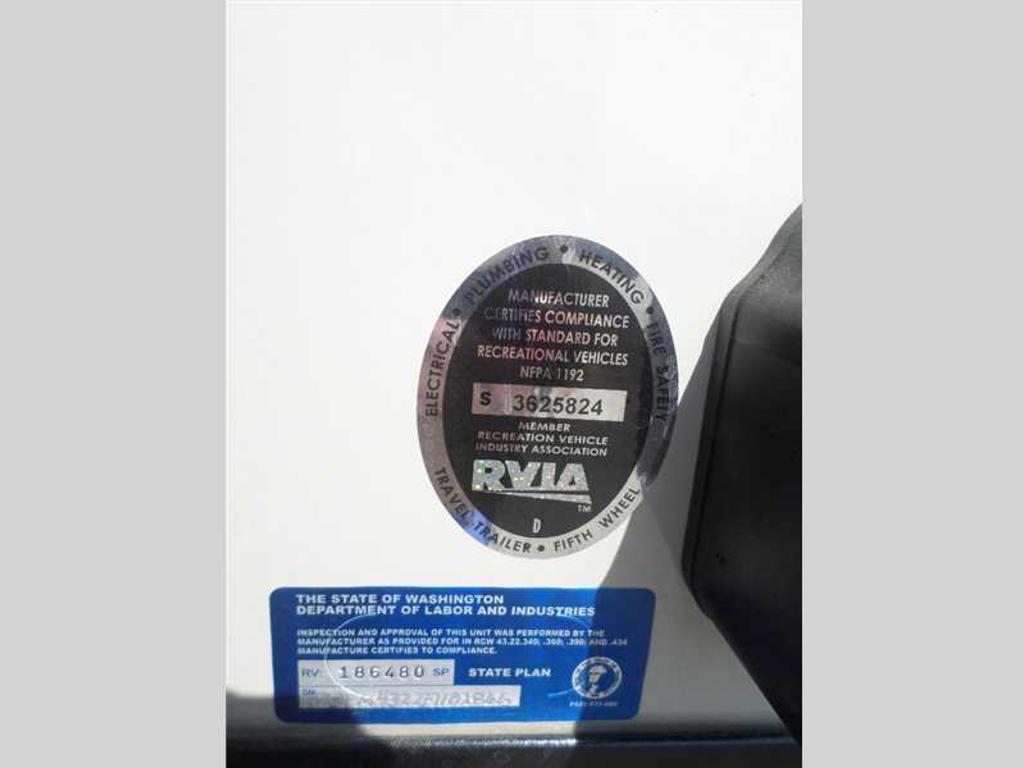 ELECTRICAL • PLUMBING • HEATING • FIRE SAFETY
MANUFACTURER
CERTIFIES COMPLIANCE
WITH STANDARD FOR
RECREATIONAL VEHICLES
NFPA 1192
S 3625824
MEMBER
RECREATION VEHICLE
INDUSTRY ASSOCIATION
RVIA
TM
D
TRAVEL TRAILER • FIFTH WHEEL
THE STATE OF WASHINGTON
DEPARTMENT OF LABOR AND INDUSTRIES
INSPECTION AND APPROVAL OF THIS UNIT WAS PERFORMED BY THE
MANUFACTURER AS PROVIDED FOR IN RCW 43.22.340; .360; .390; AND .434
MANUFACTURE CERTIFIES TO COMPLIANCE.
RV: 186480 SP STATE PLAN
SN: